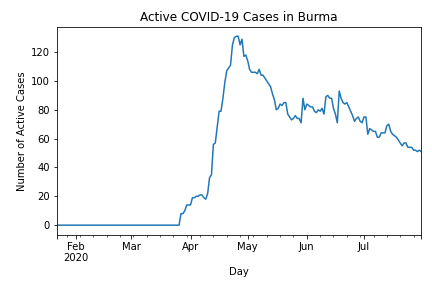 Active COVID-19 Cases in Burma
Number of Active Cases
120
100
80
60
40
20
0
Feb Mar Apr May Jun Jul
2020
Day